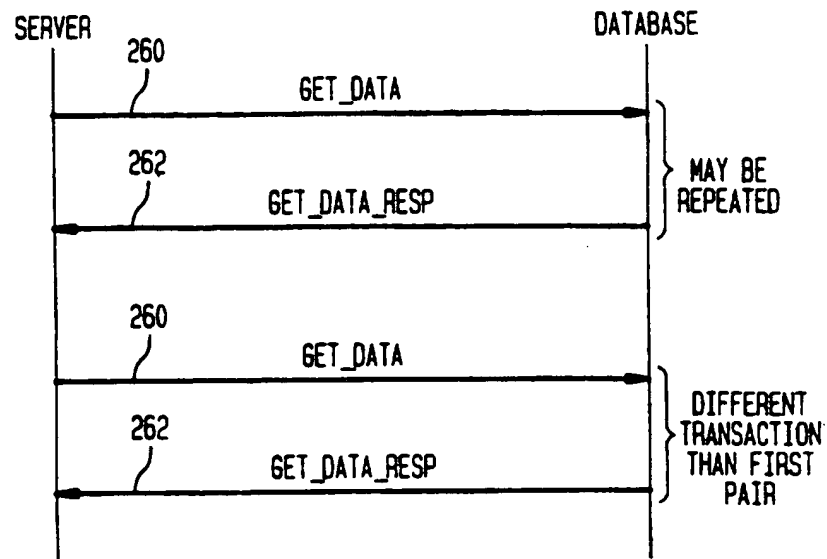 SERVER
DATABASE
260
GET_DATA
262
MAY BE
REPEATED
GET_DATA_RESP
260
GET_DATA
262
DIFFERENT
TRANSACTION
THAN FIRST
PAIR
GET_DATA_RESP